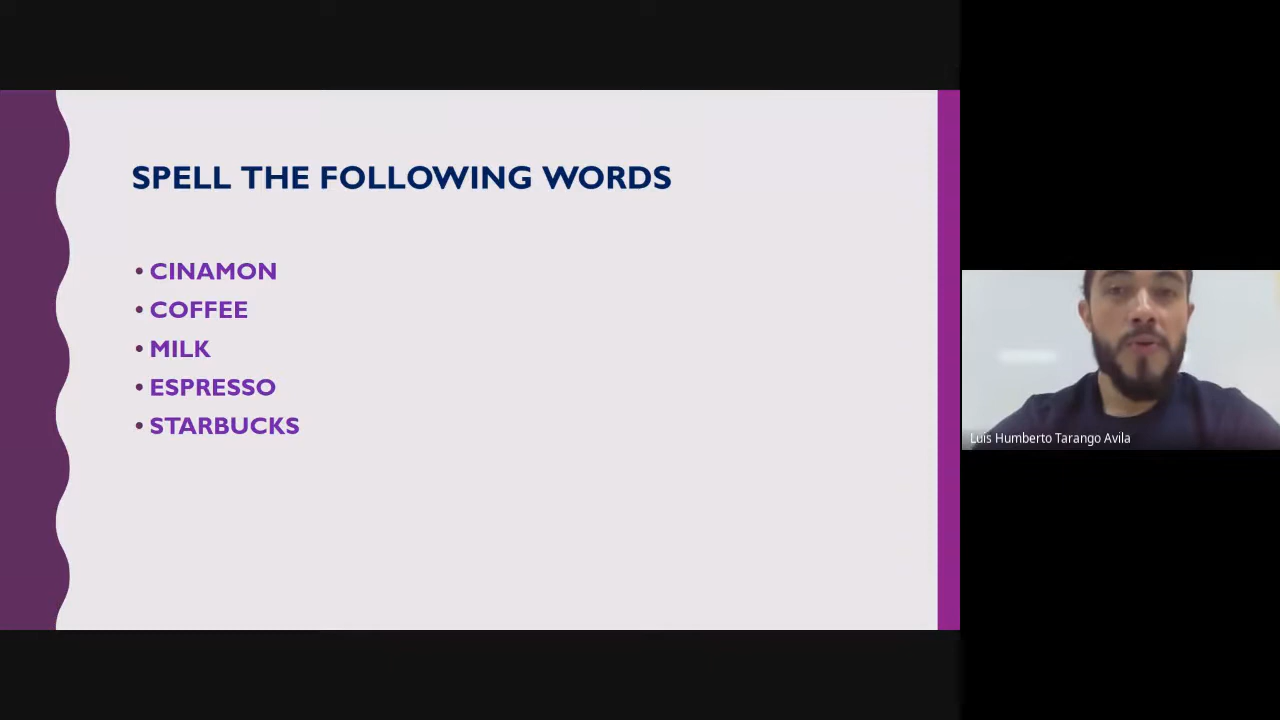 SPELL THE FOLLOWING WORDS
• CINAMON
• COFFEE
• MILK
• ESPRESSO
• STARBUCKS
Luis Humberto Tarango Avila